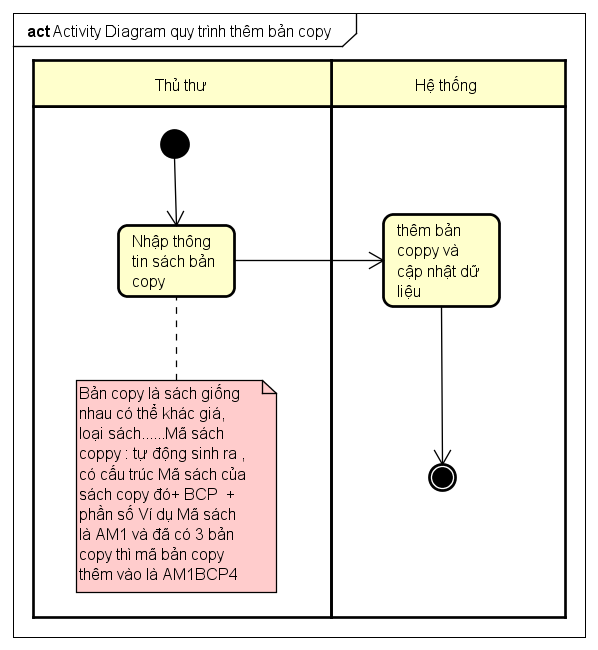 act Activity Diagram quy trình thêm bản copy
Thủ thư
Hệ thống
Nhập thông
tin sách bản
copy
thêm bản
coppy và
cập nhật dữ
liệu
Bản copy là sách giống
nhau có thể khác giá,
loại sách......Mã sách
coppy : tự động sinh ra ,
có cấu trúc Mã sách của
sách copy đó+ BCP  +
phần số Ví dụ Mã sách
là AM1 và đã có 3 bản
copy thì mã bản copy
thêm vào là AM1BCP4